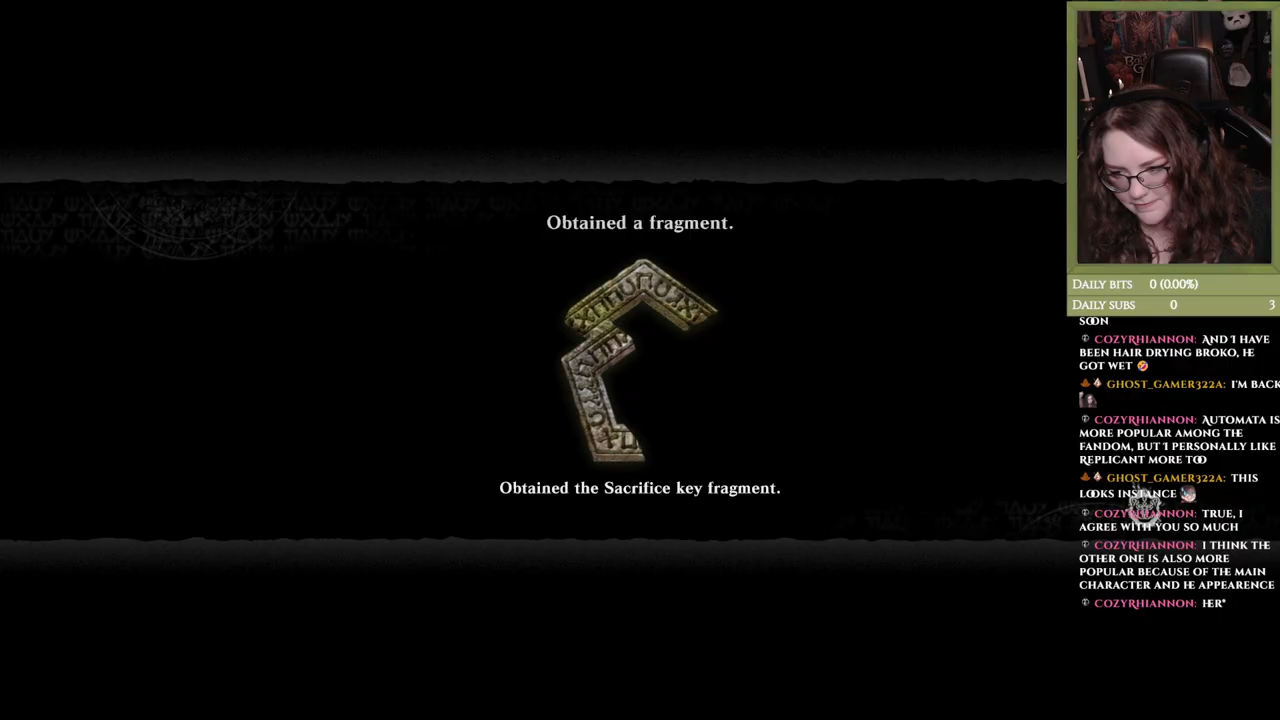 Obtained a fragment.
Obtained the Sacrifice key fragment.
DAILY BITS 0 (0.00%)
DAILY SUBS 0 3
SOON
COZYRHIANNON: AND I HAVE
BEEN HAIR DRYING BROKO, HE
GOT WET 🤣
GHOST_GAMER322A: I'M BACK
COZYRHIANNON: AUTOMATA IS
MORE POPULAR AMONG THE
FANDOM, BUT I PERSONALLY LIKE
REPLICANT MORE TOO
GHOST_GAMER322A: THIS
LOOKS INSTANCE
COZYRHIANNON: TRUE, I
AGREE WITH YOU SO MUCH
COZYRHIANNON: I THINK THE
OTHER ONE IS ALSO MORE
POPULAR BECAUSE OF THE MAIN
CHARACTER AND HE APPEARENCE
COZYRHIANNON: HER*